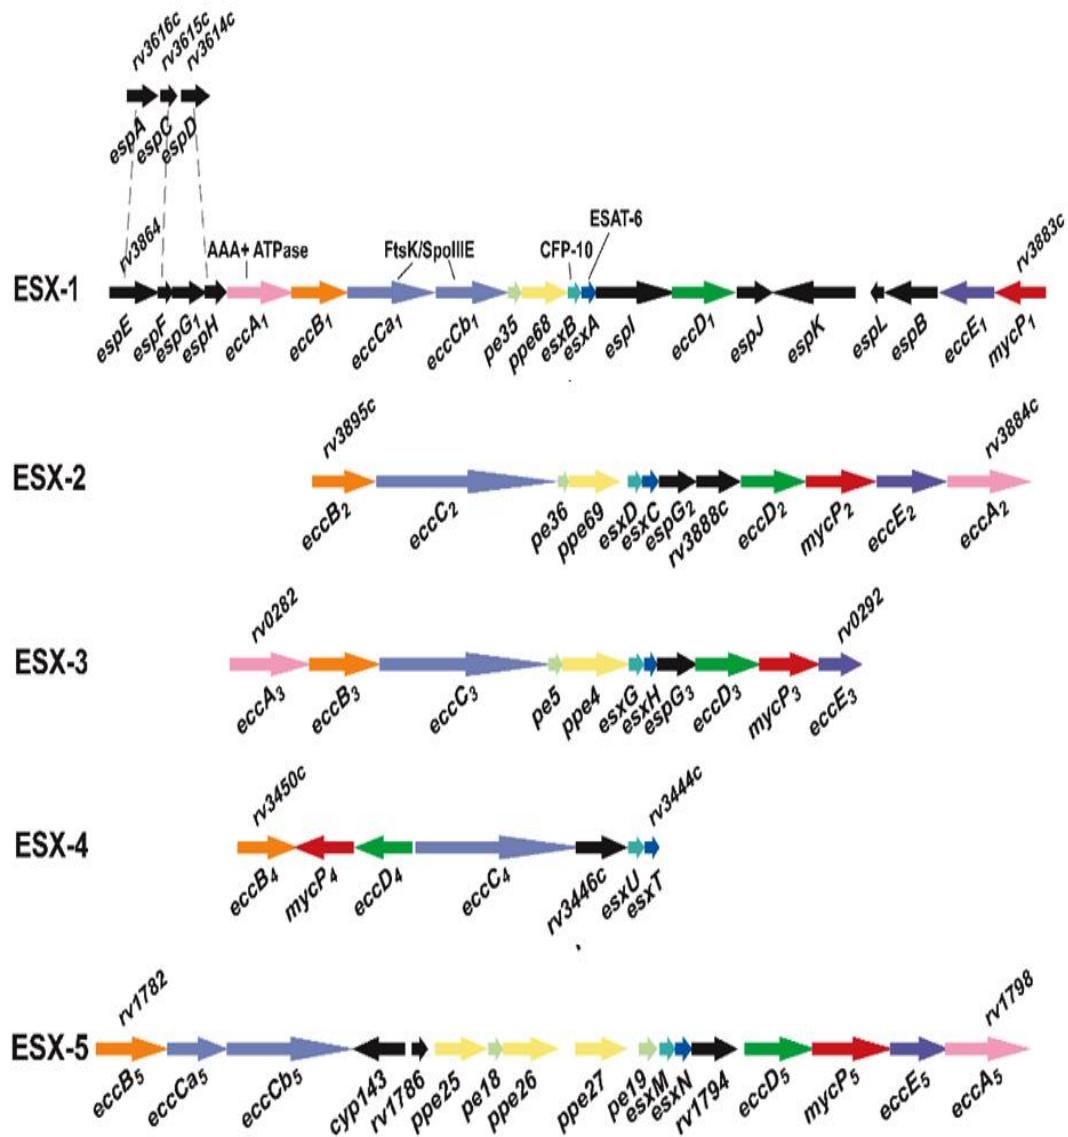 rv3616c rv3615c rv3614c
espA espC espD
rv3864 AAA+ ATPase FtsK/SpoIIIE CFP-10 ESAT-6 rv3883c
ESX-1
espE espF espG1 espH eccA1 eccB1 eccCa1 eccCb1 pe35 ppe68 esxB esxA espI eccD1 espJ espK espL espB eccE1 mycP1
rv3895c rv3884c
ESX-2
eccB2 eccC2 pe36 ppe69 esxD esxC espG2 rv3888c eccD2 mycP2 eccE2 eccA2
rv0282 rv0292
ESX-3
eccA3 eccB3 eccC3 pe5 ppe4 esxG esxH espG3 eccD3 mycP3 eccE3
rv3450c rv3444c
ESX-4
eccB4 mycP4 eccD4 eccC4 rv3446c esxU esxT
rv1782 rv1798
ESX-5
eccB5 eccCa5 eccCb5 cyp143 rv1786 ppe25 pe18 ppe26 ppe27 pe19 esxM esxN rv1794 eccD5 mycP5 eccE5 eccA5